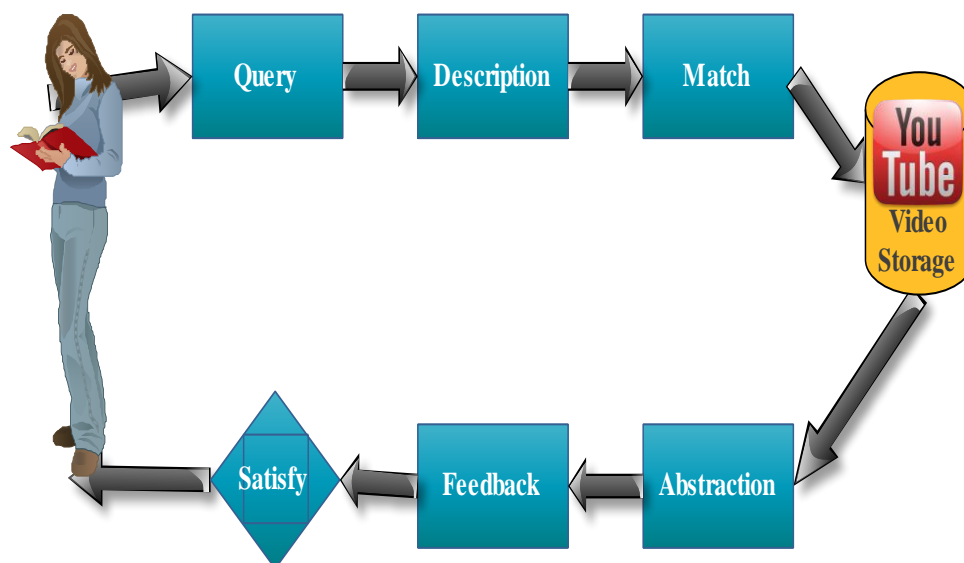 Query
Description
Match
You
Tube
Video
Storage
Satisfy
Feedback
Abstraction